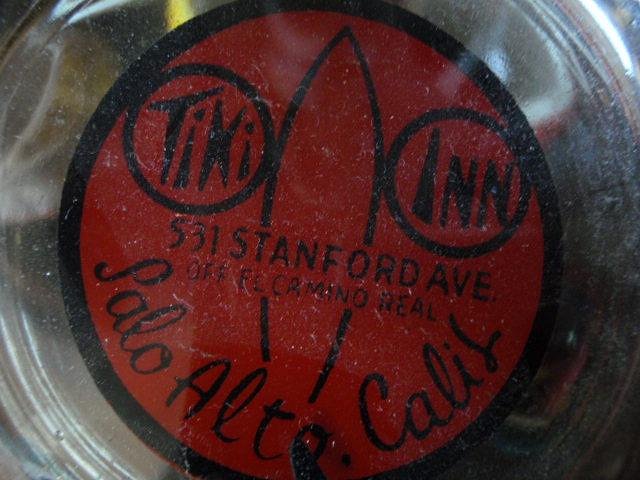 TiKi
INN
531 STANFORD AVE.
OFF EL CAMINO REAL
Palo Alto, Calif